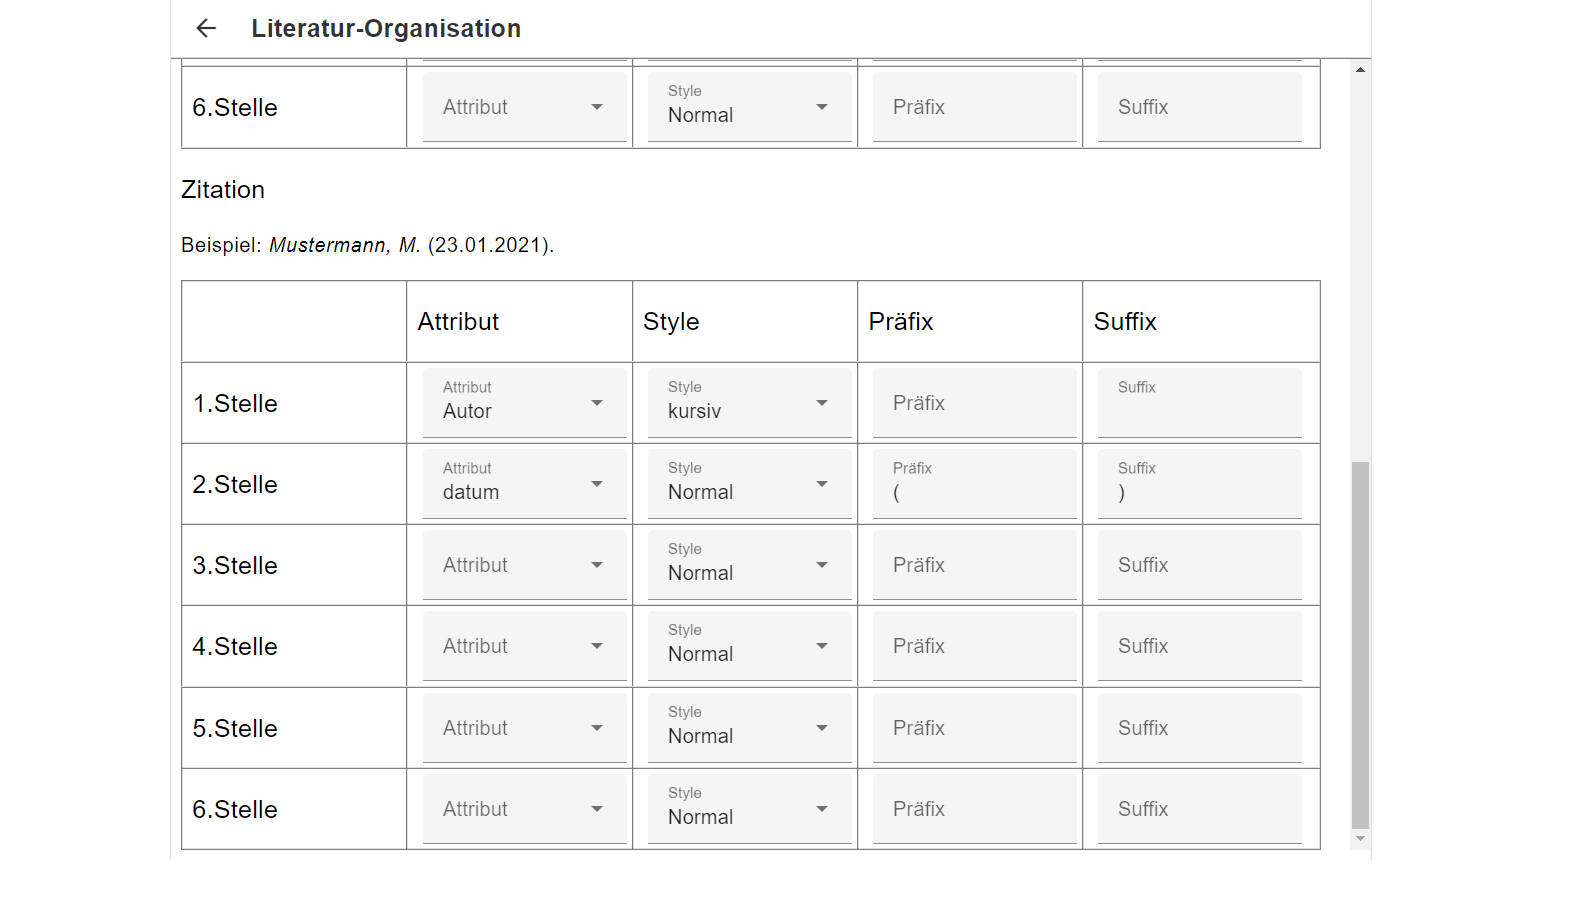 Literatur-Organisation
6.Stelle Attribut Style Normal Präfix Suffix
Zitation
Beispiel: Mustermann, M. (23.01.2021).
Attribut Style Präfix Suffix
1.Stelle Attribut Autor Style kursiv Präfix Suffix
2.Stelle Attribut datum Style Normal Präfix ( Suffix )
3.Stelle Attribut Style Normal Präfix Suffix
4.Stelle Attribut Style Normal Präfix Suffix
5.Stelle Attribut Style Normal Präfix Suffix
6.Stelle Attribut Style Normal Präfix Suffix